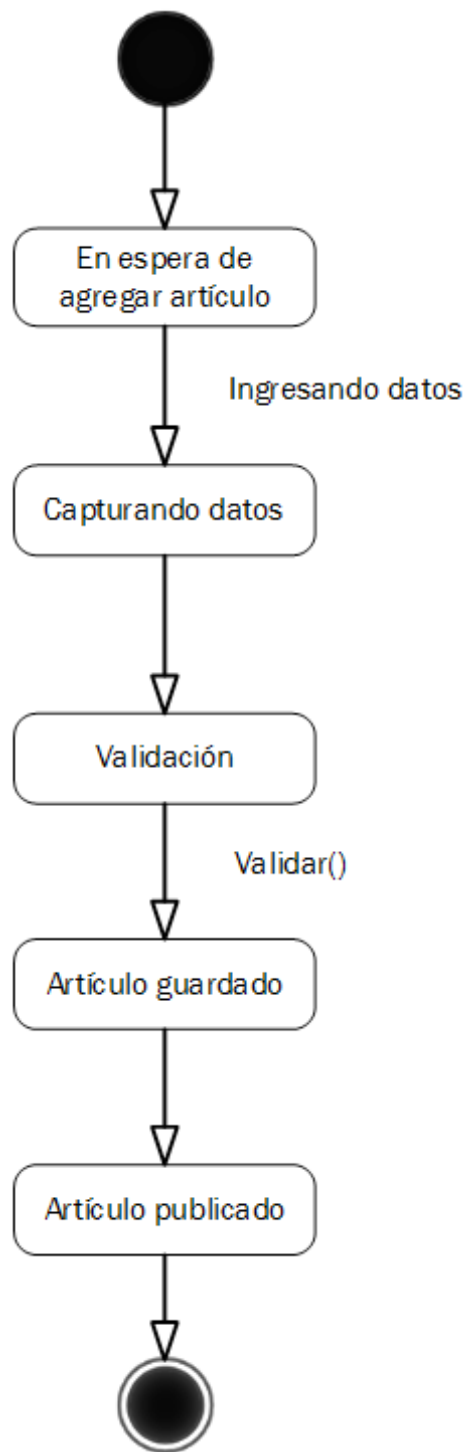 En espera de
agregar artículo
Ingresando datos
Capturando datos
Validación
Validar()
Artículo guardado
Artículo publicado